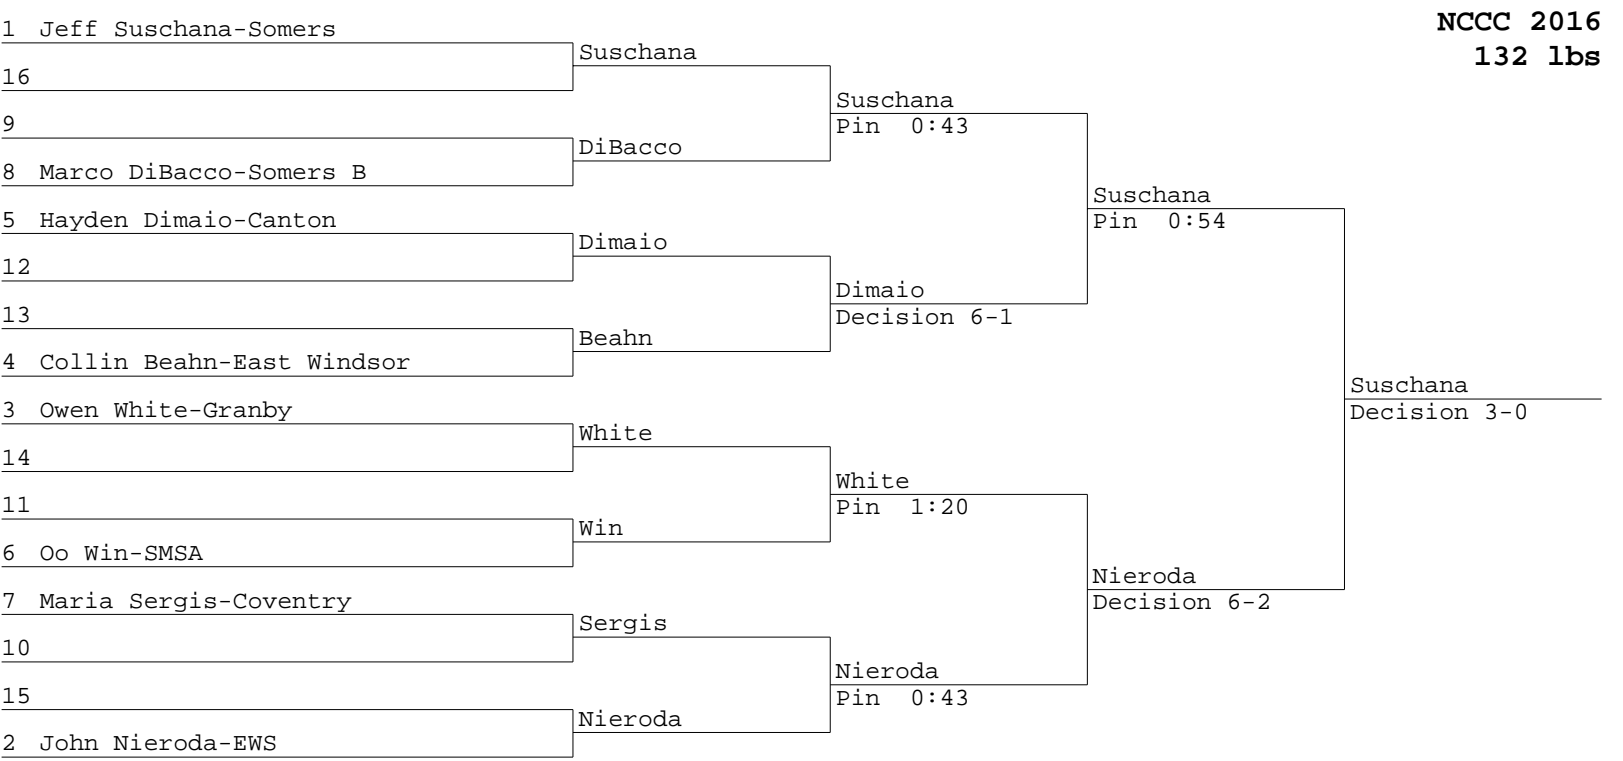 NCCC 2016
132 lbs
1 Jeff Suschana-Somers
16
9
8 Marco DiBacco-Somers B
5 Hayden Dimaio-Canton
12
13
4 Collin Beahn-East Windsor
3 Owen White-Granby
14
11
6 Oo Win-SMSA
7 Maria Sergis-Coventry
10
15
2 John Nieroda-EWS
Suschana
DiBacco
Dimaio
Beahn
White
Win
Sergis
Nieroda
Suschana
Pin 0:43
Dimaio
Decision 6-1
White
Pin 1:20
Nieroda
Pin 0:43
Suschana
Pin 0:54
Nieroda
Decision 6-2
Suschana
Decision 3-0